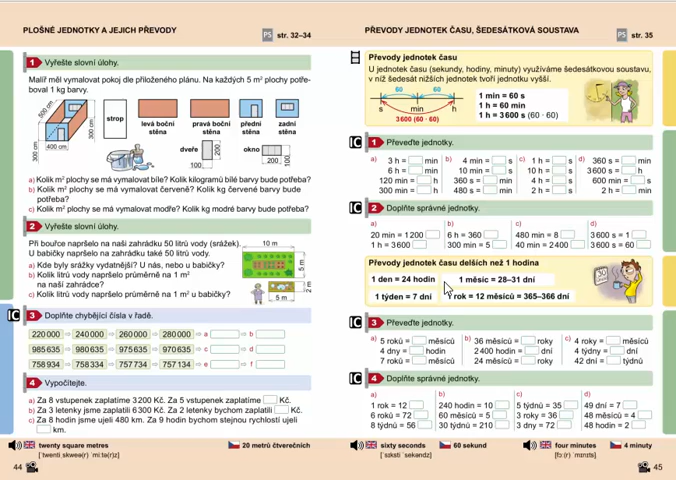 PLOŠNÉ JEDNOTKY A JEJICH PŘEVODY
PS str. 32–34
1 Vyřešte slovní úlohy.
Malíř měl vymalovat pokoj dle přiloženého plánu. Na každých 5 m² plochy potře-
boval 1 kg barvy.
500 cm
300 cm
400 cm
300 cm
strop
levá boční
stěna
pravá boční
stěna
přední
stěna
zadní
stěna
dveře
200
100
okno
100
200
a) Kolik m² plochy se má vymalovat bíle? Kolik kilogramů bílé barvy bude potřeba?
b) Kolik m² plochy se má vymalovat červeně? Kolik kg červené barvy bude
potřeba?
c) Kolik m² plochy se má vymalovat modře? Kolik kg modré barvy bude potřeba?
2 Vyřešte slovní úlohy.
Při bouřce napršelo na naši zahrádku 50 litrů vody (srážek).
U babičky napršelo na zahrádku také 50 litrů vody.
a) Kde byly srážky vydatnější? U nás, nebo u babičky?
b) Kolik litrů vody napršelo průměrně na 1 m²
na naší zahrádce?
c) Kolik litrů vody napršelo průměrně na 1 m² u babičky?
10 m
5 m
2 m
5 m
3 Doplňte chybějící čísla v řadě.
220 000 240 000 260 000 280 000 a b
985 635 980 635 975 635 970 635 c d
758 934 758 334 757 734 757 134 e f
4 Vypočítejte.
a) Za 8 vstupenek zaplatíme 3 200 Kč. Za 5 vstupenek zaplatíme Kč.
b) Za 3 letenky jsme zaplatili 6 300 Kč. Za 2 letenky bychom zaplatili Kč.
c) Za 8 hodin jsme ujeli 480 km. Za 9 hodin bychom stejnou rychlostí ujeli
km.
twenty square metres
20 metrů čtverečních
44
PŘEVODY JEDNOTEK ČASU, ŠEDESÁTKOVÁ SOUSTAVA
PS str. 35
Převody jednotek času
U jednotek času (sekundy, hodiny, minuty) využíváme šedesátkovou soustavu,
v níž šedesát nižších jednotek tvoří jednotku vyšší.
60 60
s min h
3 600 (60 · 60)
1 min = 60 s
1 h = 60 min
1 h = 3 600 s (60 · 60)
1 Převeďte jednotky.
a) 3 h = min b) 4 min = s c) 1 h = s d) 360 s = min
6 h = min 10 min = s 10 h = s 3 600 s = h
120 min = h 360 s = min 4 h = s 600 min = s
300 min = h 480 s = min 2 h = s 2 h = min
2 Doplňte správné jednotky.
a) b) c) d)
20 min = 1 200 6 h = 360 480 min = 8 3 600 s = 1
1 h = 3 600 300 min = 5 40 min = 2 400 3 600 s = 60
Převody jednotek času delších než 1 hodina
1 den = 24 hodin 1 měsíc = 28–31 dní
1 týden = 7 dní rok = 12 měsíců = 365–366 dní
30
3 Převeďte jednotky.
a) 5 roků = měsíců b) 36 měsíců = roky c) 4 roky = měsíců
4 dny = hodin 2 400 hodin = dní 4 týdny = dní
7 roků = měsíců 24 měsíců = roky 42 dní = týdnů
4 Doplňte správné jednotky.
a) b) c) d)
1 rok = 12 240 hodin = 10 5 týdnů = 35 49 dní = 7
6 roků = 72 60 měsíců = 5 3 roky = 36 48 měsíců = 4
8 týdnů = 56 30 týdnů = 210 3 dny = 72 48 hodin = 2
sixty seconds
60 sekund
four minutes
4 minuty
45